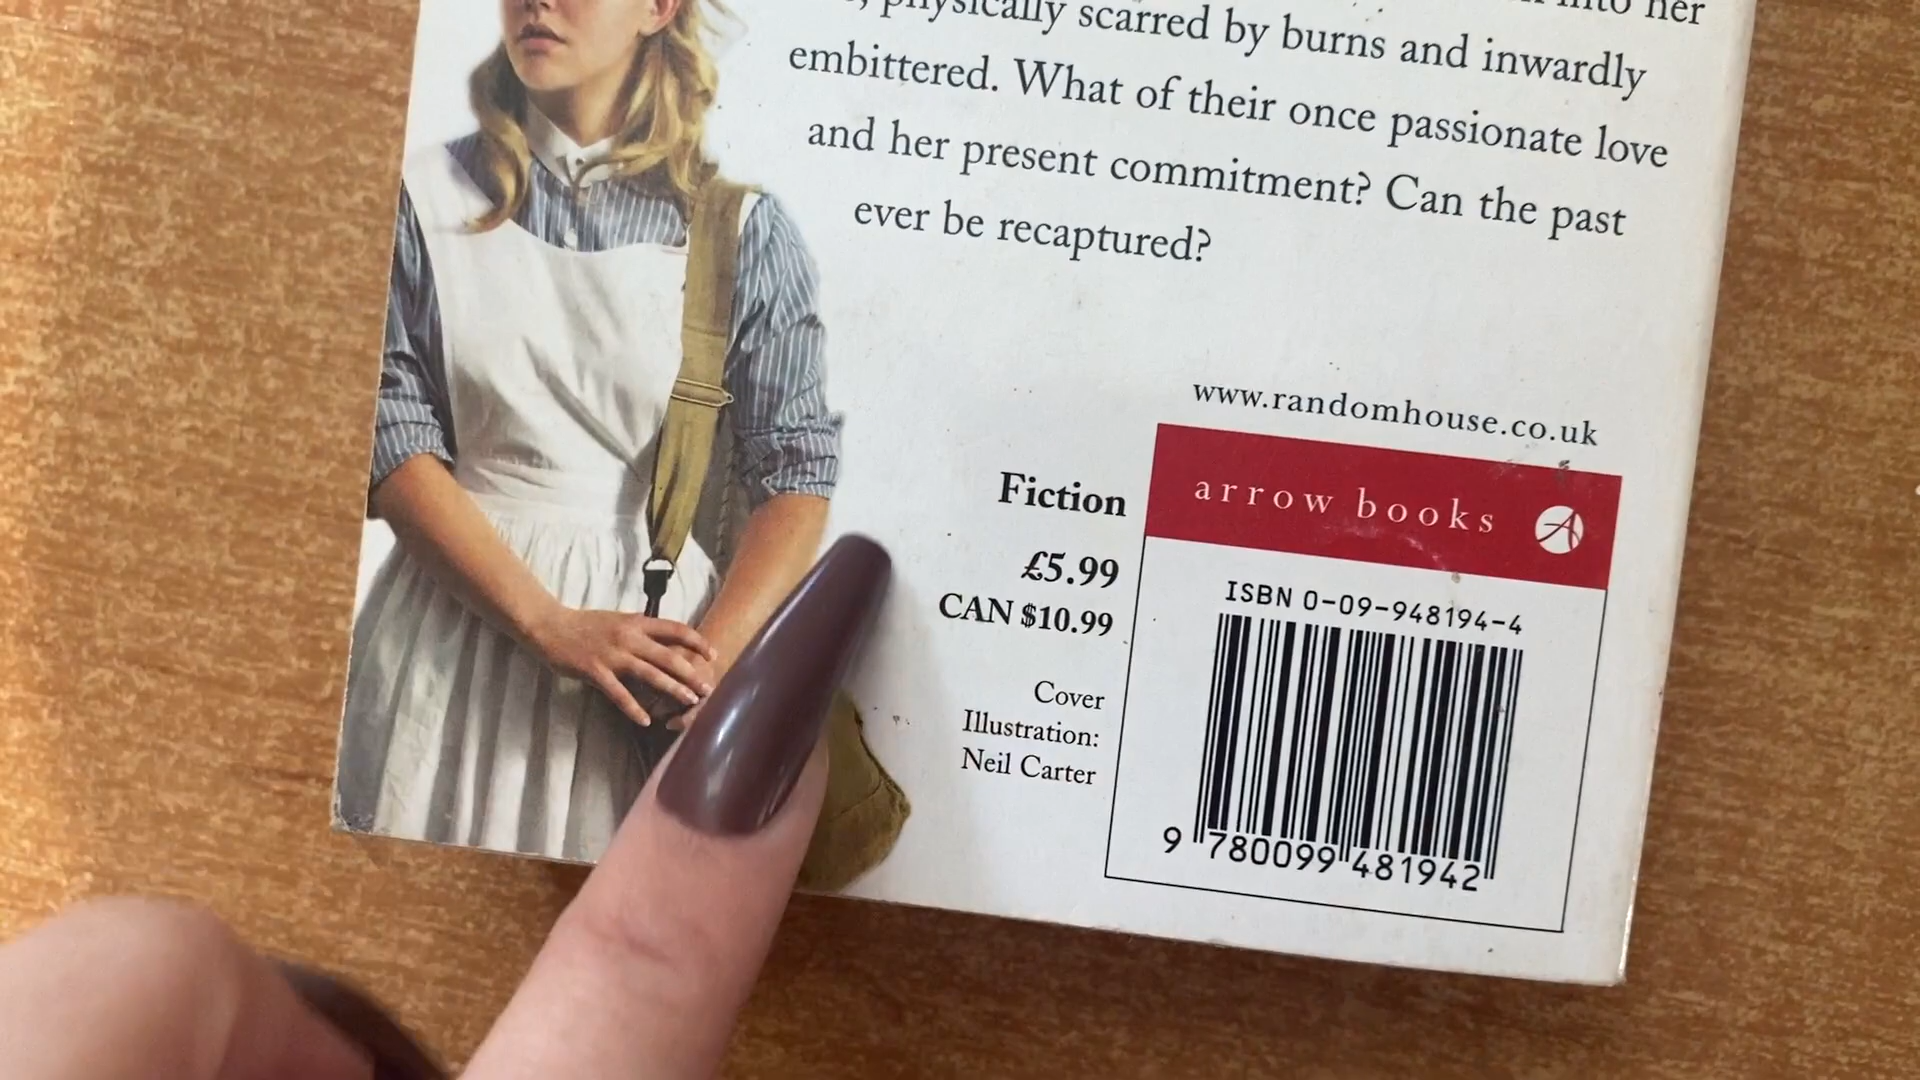 physically scarred by burns and inwardly
embittered. What of their once passionate love
and her present commitment? Can the past
ever be recaptured?
www.randomhouse.co.uk
arrow books
Fiction
£5.99
CAN $10.99
Cover
Illustration:
Neil Carter
ISBN 0-09-948194-4
9 780099 481942